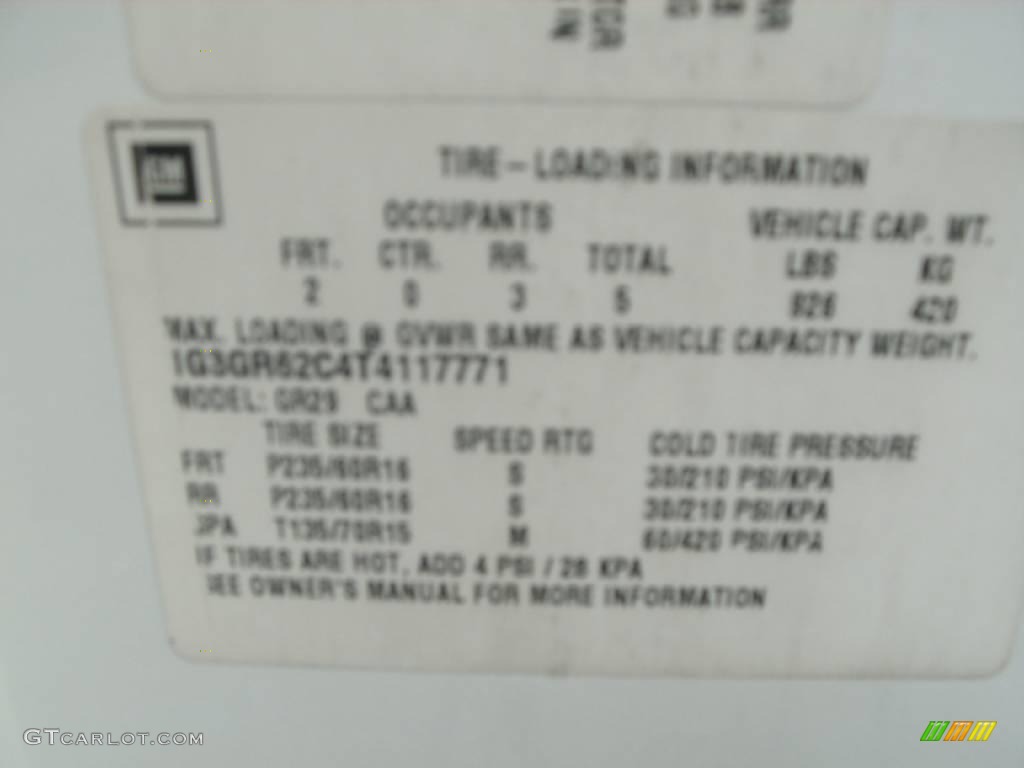 GM
TIRE-LOADING INFORMATION
OCCUPANTS VEHICLE CAP. WT.
FRT. CTR. RR. TOTAL LBS KG
2 0 3 5 926 420
MAX. LOADING @ GVWR SAME AS VEHICLE CAPACITY WEIGHT.
1G3GR62C4T4117771
MODEL: GR29 CAA
TIRE SIZE SPEED RTG COLD TIRE PRESSURE
FRT P235/60R16 S 30/210 PSI/KPA
RR P235/60R16 S 30/210 PSI/KPA
SPA T135/70R15 M 60/420 PSI/KPA
IF TIRES ARE HOT, ADD 4 PSI / 28 KPA
SEE OWNER'S MANUAL FOR MORE INFORMATION
GTCARLOT.COM